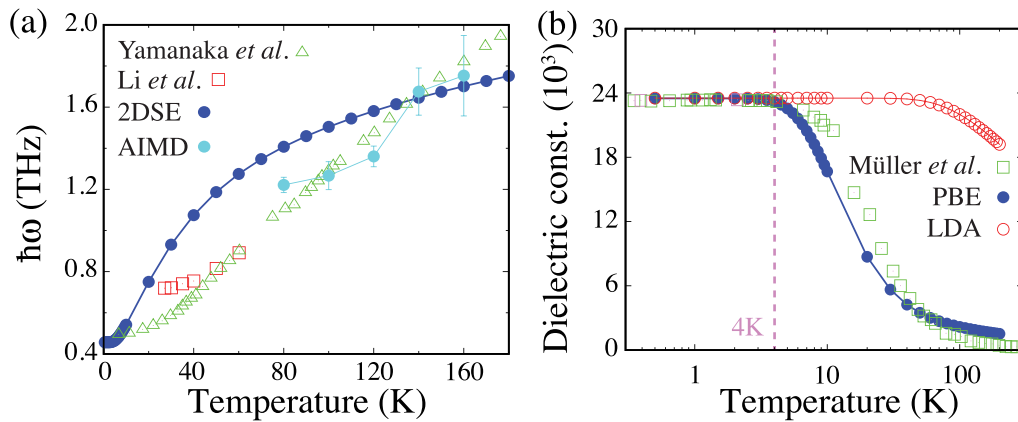 (a)
2.0
1.6
1.2
0.8
0.4
ħω (THz)
Yamanaka et al.
Li et al.
2DSE
AIMD
0 40 80 120 160
Temperature (K)
(b)
30
24
18
12
6
0
Dielectric const. (10³)
Müller et al.
PBE
LDA
4K
1 10 100
Temperature (K)